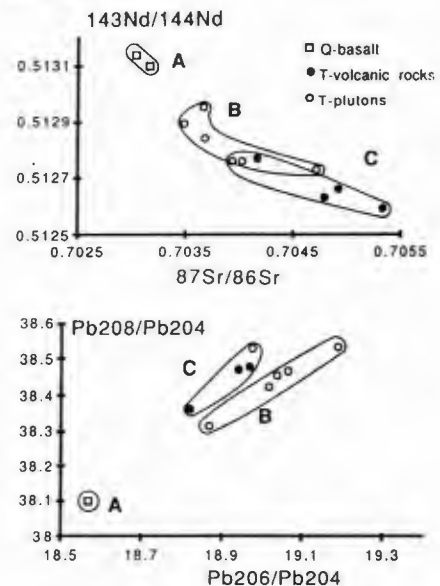 143Nd/144Nd
Q-basalt
T-volcanic rocks
T-plutons
A
B
C
0.5131
0.5129
0.5127
0.5125
0.7025 0.7035 0.7045 0.7055
87Sr/86Sr
38.6
38.5
38.4
38.3
38.2
38.1
38
Pb208/Pb204
C
B
A
18.5 18.7 18.9 19.1 19.3
Pb206/Pb204